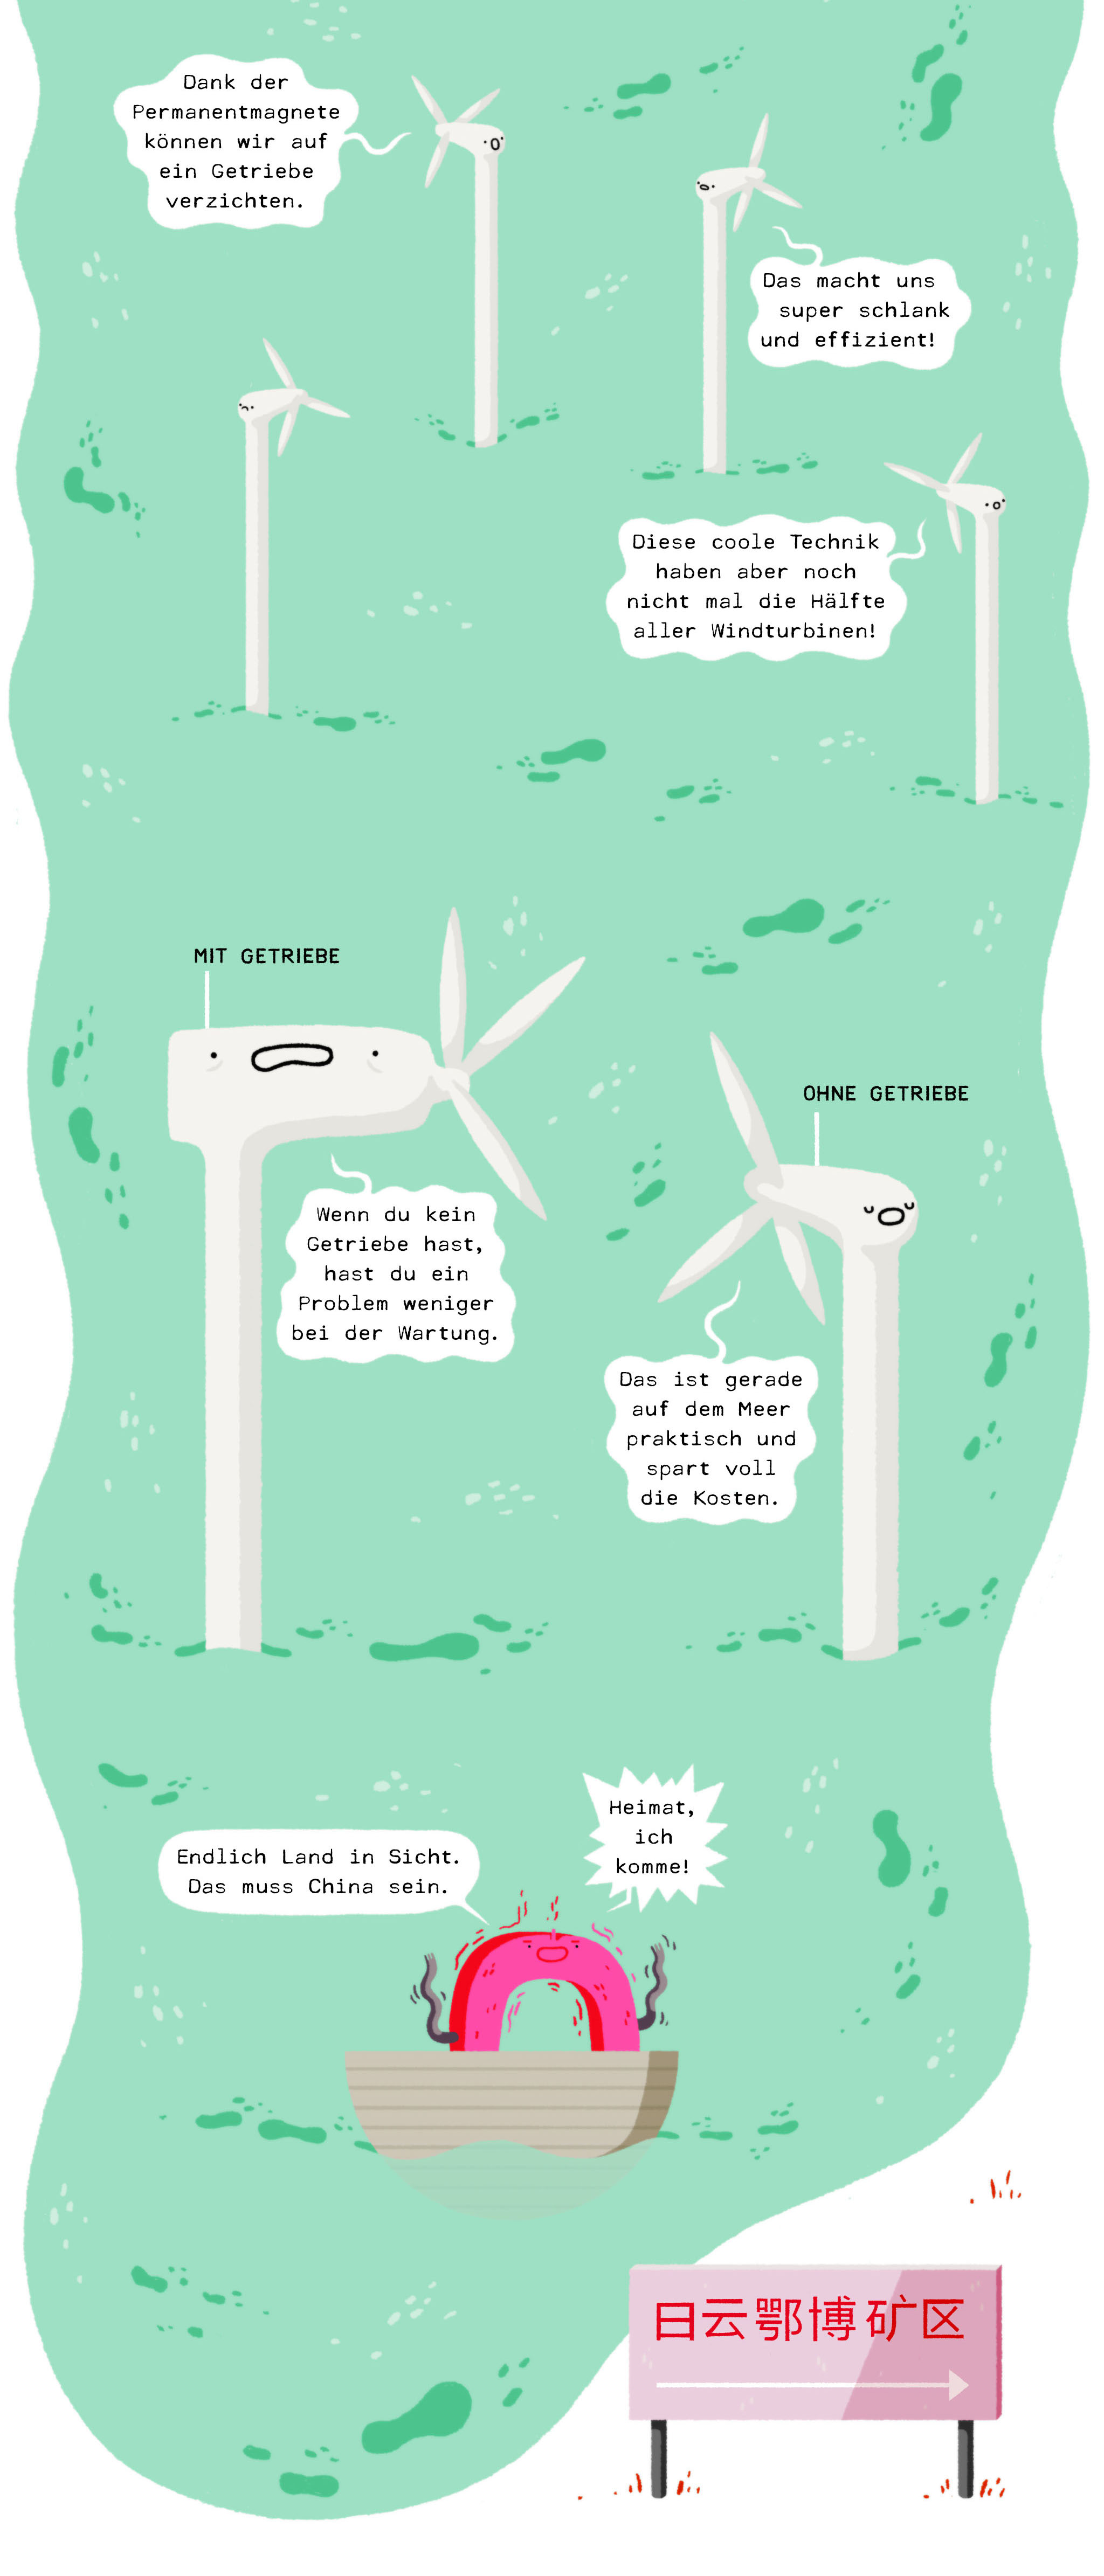 Dank der
Permanentmagnete
können wir auf
ein Getriebe
verzichten.
Das macht uns
super schlank
und effizient!
Diese coole Technik
haben aber noch
nicht mal die Hälfte
aller Windturbinen!
MIT GETRIEBE
OHNE GETRIEBE
Wenn du kein
Getriebe hast,
hast du ein
Problem weniger
bei der Wartung.
Das ist gerade
auf dem Meer
praktisch und
spart voll
die Kosten.
Endlich Land in Sicht.
Das muss China sein.
Heimat,
ich
komme!
白云鄂博矿区